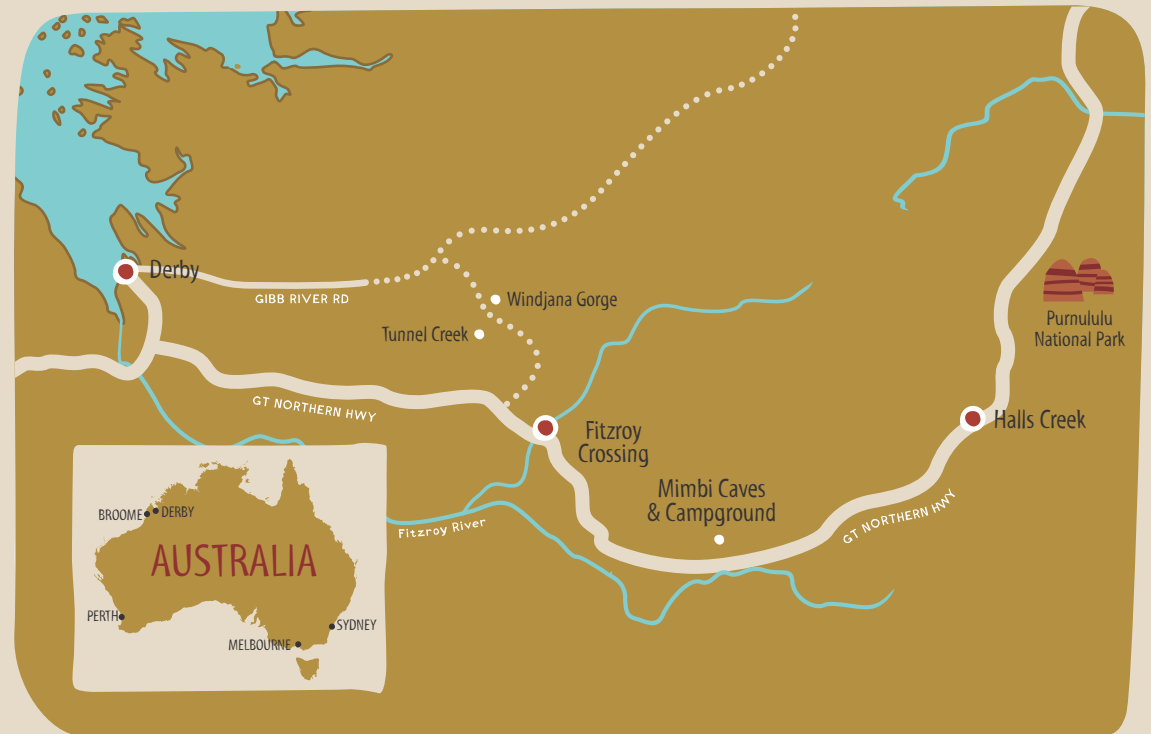 Derby
GIBB RIVER RD
Windjana Gorge
Tunnel Creek
Purnululu
National Park
GT NORTHERN HWY
Fitzroy
Crossing
Halls Creek
Mimbi Caves
& Campground
GT NORTHERN HWY
Fitzroy River
BROOME
DERBY
AUSTRALIA
PERTH
SYDNEY
MELBOURNE